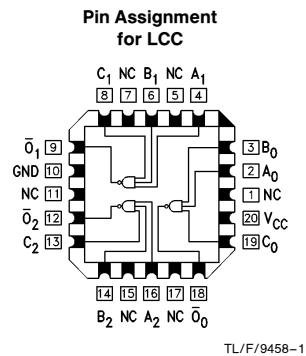 Pin Assignment
for LCC
C1 NC B1 NC A1
8 7 6 5 4
Ō1 9
GND 10
NC 11
Ō2 12
C2 13
3 B0
2 A0
1 NC
20 VCC
19 C0
14 15 16 17 18
B2 NC A2 NC Ō0
TL/F/9458–1